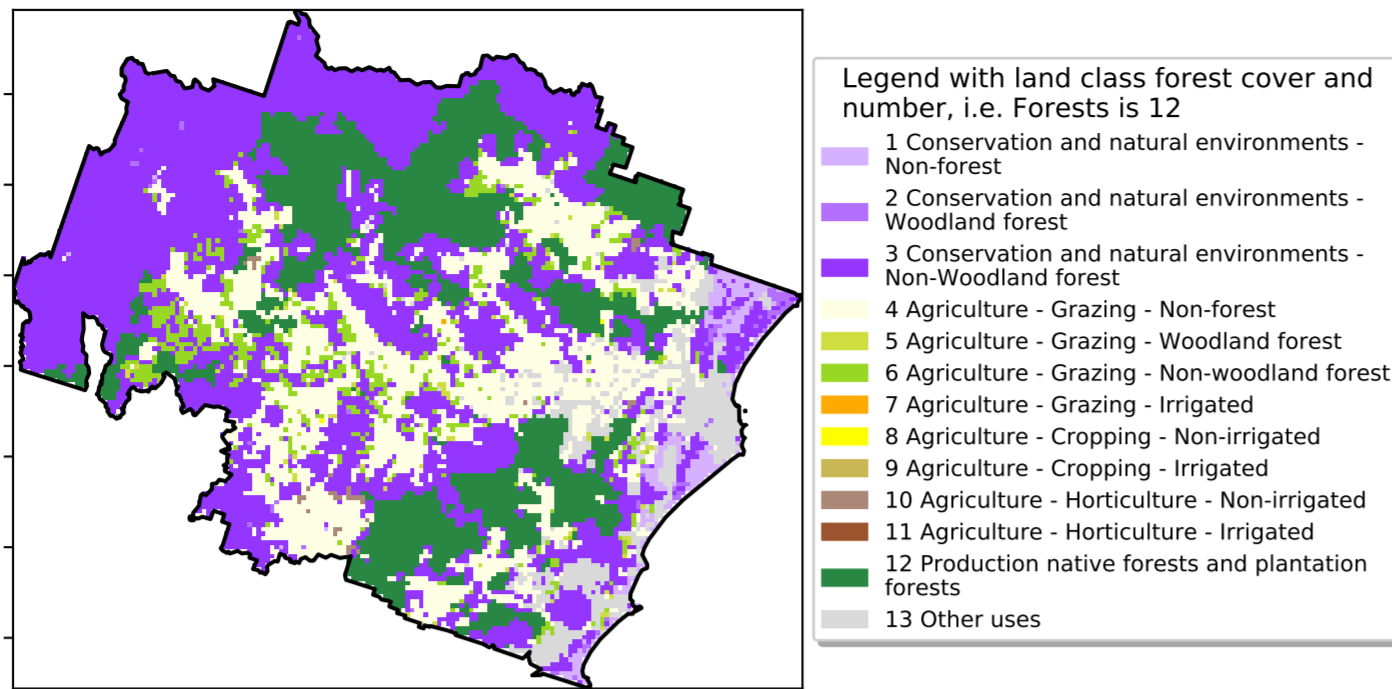 Legend with land class forest cover and
number, i.e. Forests is 12
1 Conservation and natural environments -
Non-forest
2 Conservation and natural environments -
Woodland forest
3 Conservation and natural environments -
Non-Woodland forest
4 Agriculture - Grazing - Non-forest
5 Agriculture - Grazing - Woodland forest
6 Agriculture - Grazing - Non-woodland forest
7 Agriculture - Grazing - Irrigated
8 Agriculture - Cropping - Non-irrigated
9 Agriculture - Cropping - Irrigated
10 Agriculture - Horticulture - Non-irrigated
11 Agriculture - Horticulture - Irrigated
12 Production native forests and plantation
forests
13 Other uses